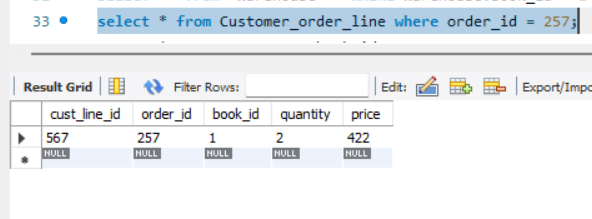 33 select * from Customer_order_line where order_id = 257;
Result Grid Filter Rows: Edit: Export/Impo
cust_line_id order_id book_id quantity price
567 257 1 2 422
NULL NULL NULL NULL NULL